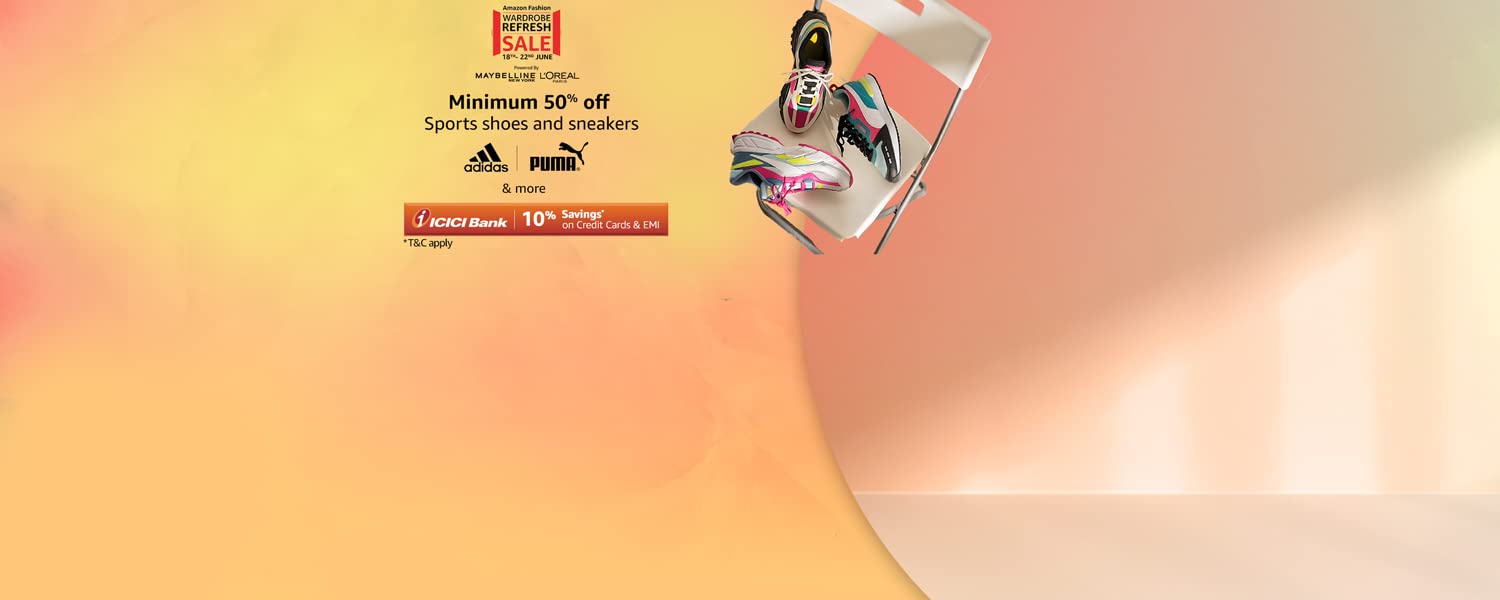 Amazon Fashion
WARDROBE
REFRESH
SALE
18TH- 22ND JUNE
Powered By
MAYBELLINE NEW YORK L'ORÉAL PARIS
Minimum 50% off
Sports shoes and sneakers
adidas PUMA®
& more
ICICI Bank 10% Savings*
on Credit Cards & EMI
*T&C apply